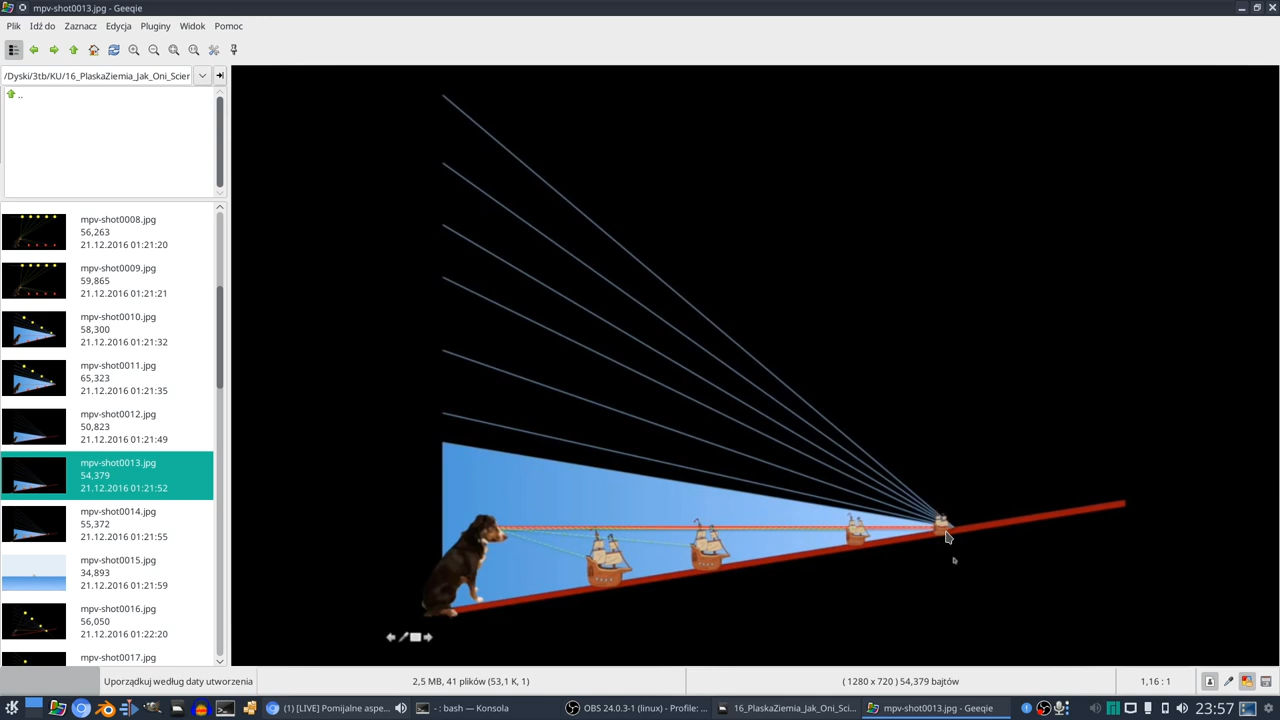 mpv-shot0013.jpg - Geeqie
Plik Idź do Zaznacz Edycja Pluginy Widok Pomoc
/Dyski/3tb/KU/16_PlaskaZiemia_Jak_Oni_Scier
..
mpv-shot0008.jpg
56,263
21.12.2016 01:21:20
mpv-shot0009.jpg
59,865
21.12.2016 01:21:21
mpv-shot0010.jpg
58,300
21.12.2016 01:21:32
mpv-shot0011.jpg
65,323
21.12.2016 01:21:35
mpv-shot0012.jpg
50,823
21.12.2016 01:21:49
mpv-shot0013.jpg
54,379
21.12.2016 01:21:52
mpv-shot0014.jpg
55,372
21.12.2016 01:21:55
mpv-shot0015.jpg
34,893
21.12.2016 01:21:59
mpv-shot0016.jpg
56,050
21.12.2016 01:22:20
mpv-shot0017.jpg
Uporządkuj według daty utworzenia 2,5 MB, 41 plików (53,1 K, 1) ( 1280 x 720 ) 54,379 bajtów 1,16 : 1
(1) [LIVE] Pomijalne aspe... - : bash — Konsola OBS 24.0.3-1 (linux) - Profile: ... 16_PlaskaZiemia_Jak_Oni_Sci... mpv-shot0013.jpg - Geeqie 23:57